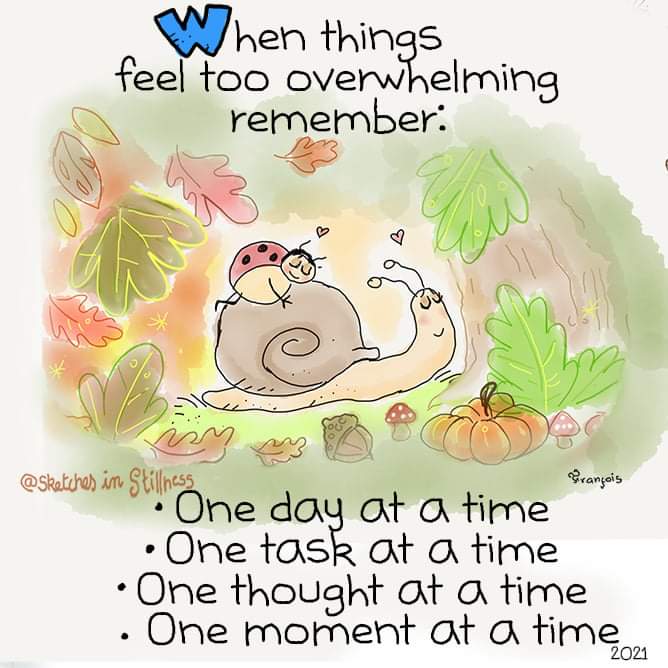 When things
feel too overwhelming
remember:
@Sketches in Stillness
François
• One day at a time
• One task at a time
• One thought at a time
• One moment at a time
2021